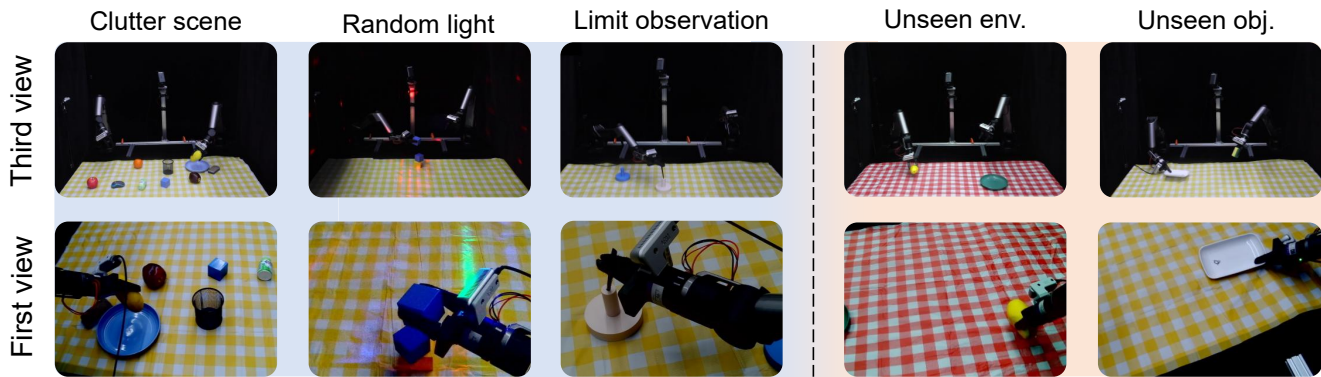 Clutter scene
Random light
Limit observation
Unseen env.
Unseen obj.
Third view
First view